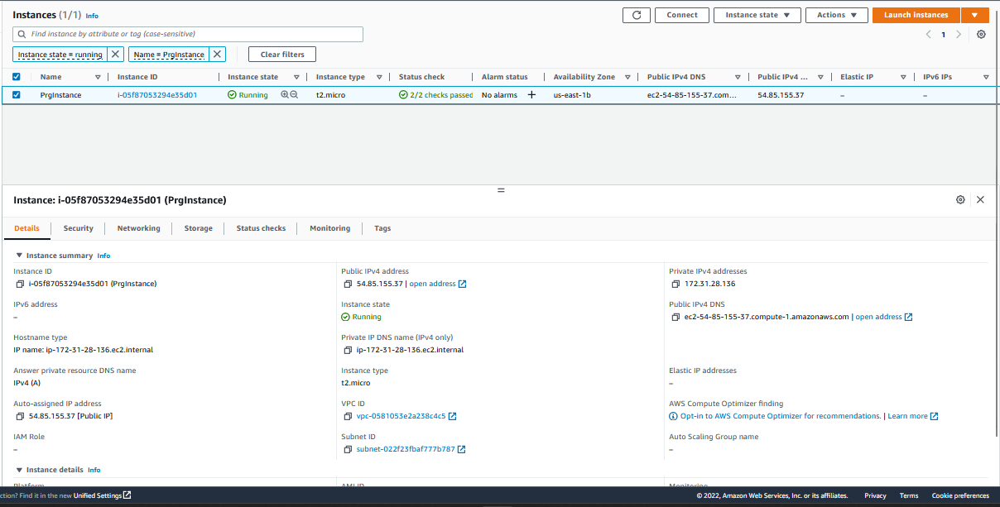 Instances (1/1) Info
Connect Instance state Actions Launch instances
Find instance by attribute or tag (case-sensitive)
1
Instance state = running Name = PrgInstance Clear filters
Name Instance ID Instance state Instance type Status check Alarm status Availability Zone Public IPv4 DNS Public IPv4 ... Elastic IP IPv6 IPs
PrgInstance i-05f87053294e35d01 Running t2.micro 2/2 checks passed No alarms + us-east-1b ec2-54-85-155-37.com... 54.85.155.37 – –
Instance: i-05f87053294e35d01 (PrgInstance)
Details Security Networking Storage Status checks Monitoring Tags
Instance summary Info
Instance ID Public IPv4 address Private IPv4 addresses
i-05f87053294e35d01 (PrgInstance) 54.85.155.37 | open address 172.31.28.136
IPv6 address Instance state Public IPv4 DNS
– Running ec2-54-85-155-37.compute-1.amazonaws.com | open address
Hostname type Private IP DNS name (IPv4 only)
IP name: ip-172-31-28-136.ec2.internal ip-172-31-28-136.ec2.internal
Answer private resource DNS name Instance type Elastic IP addresses
IPv4 (A) t2.micro –
Auto-assigned IP address VPC ID AWS Compute Optimizer finding
54.85.155.37 [Public IP] vpc-0581053e2a238c4c5 Opt-in to AWS Compute Optimizer for recommendations. | Learn more
IAM Role Subnet ID Auto Scaling Group name
– subnet-022f23fbaf777b787 –
Instance details Info
Platform AMI ID Monitoring
ction? Find it in the new Unified Settings © 2022, Amazon Web Services, Inc. or its affiliates. Privacy Terms Cookie preferences